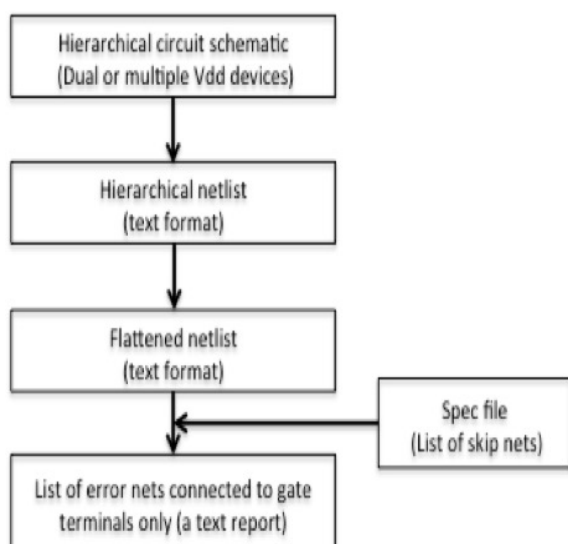 Hierarchical circuit schematic
(Dual or multiple Vdd devices)
Hierarchical netlist
(text format)
Flattened netlist
(text format)
Spec file
(List of skip nets)
List of error nets connected to gate
terminals only (a text report)